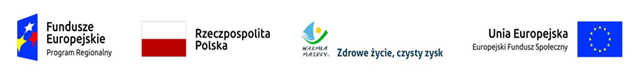 Fundusze
Europejskie
Program Regionalny
Rzeczpospolita
Polska
WARMIA
MAZURY
Zdrowe życie, czysty zysk
Unia Europejska
Europejski Fundusz Społeczny